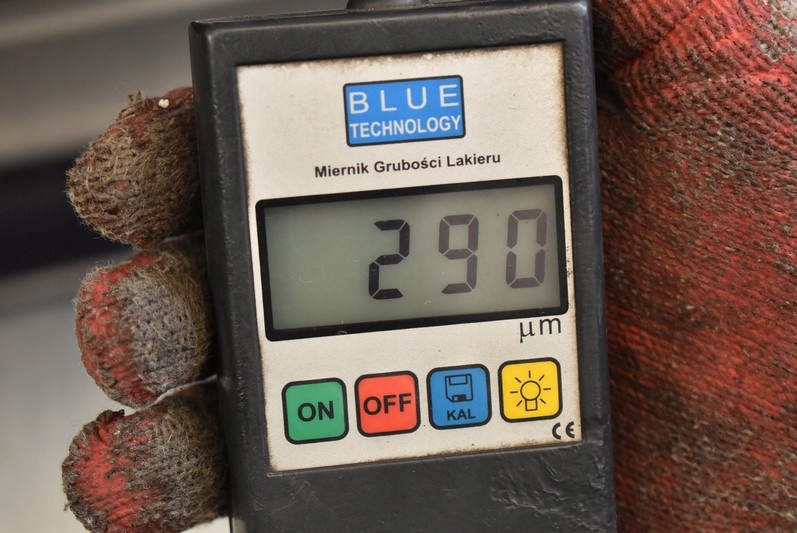 BLUE
TECHNOLOGY
Miernik Grubości Lakieru
290
µm
ON OFF KAL
CE